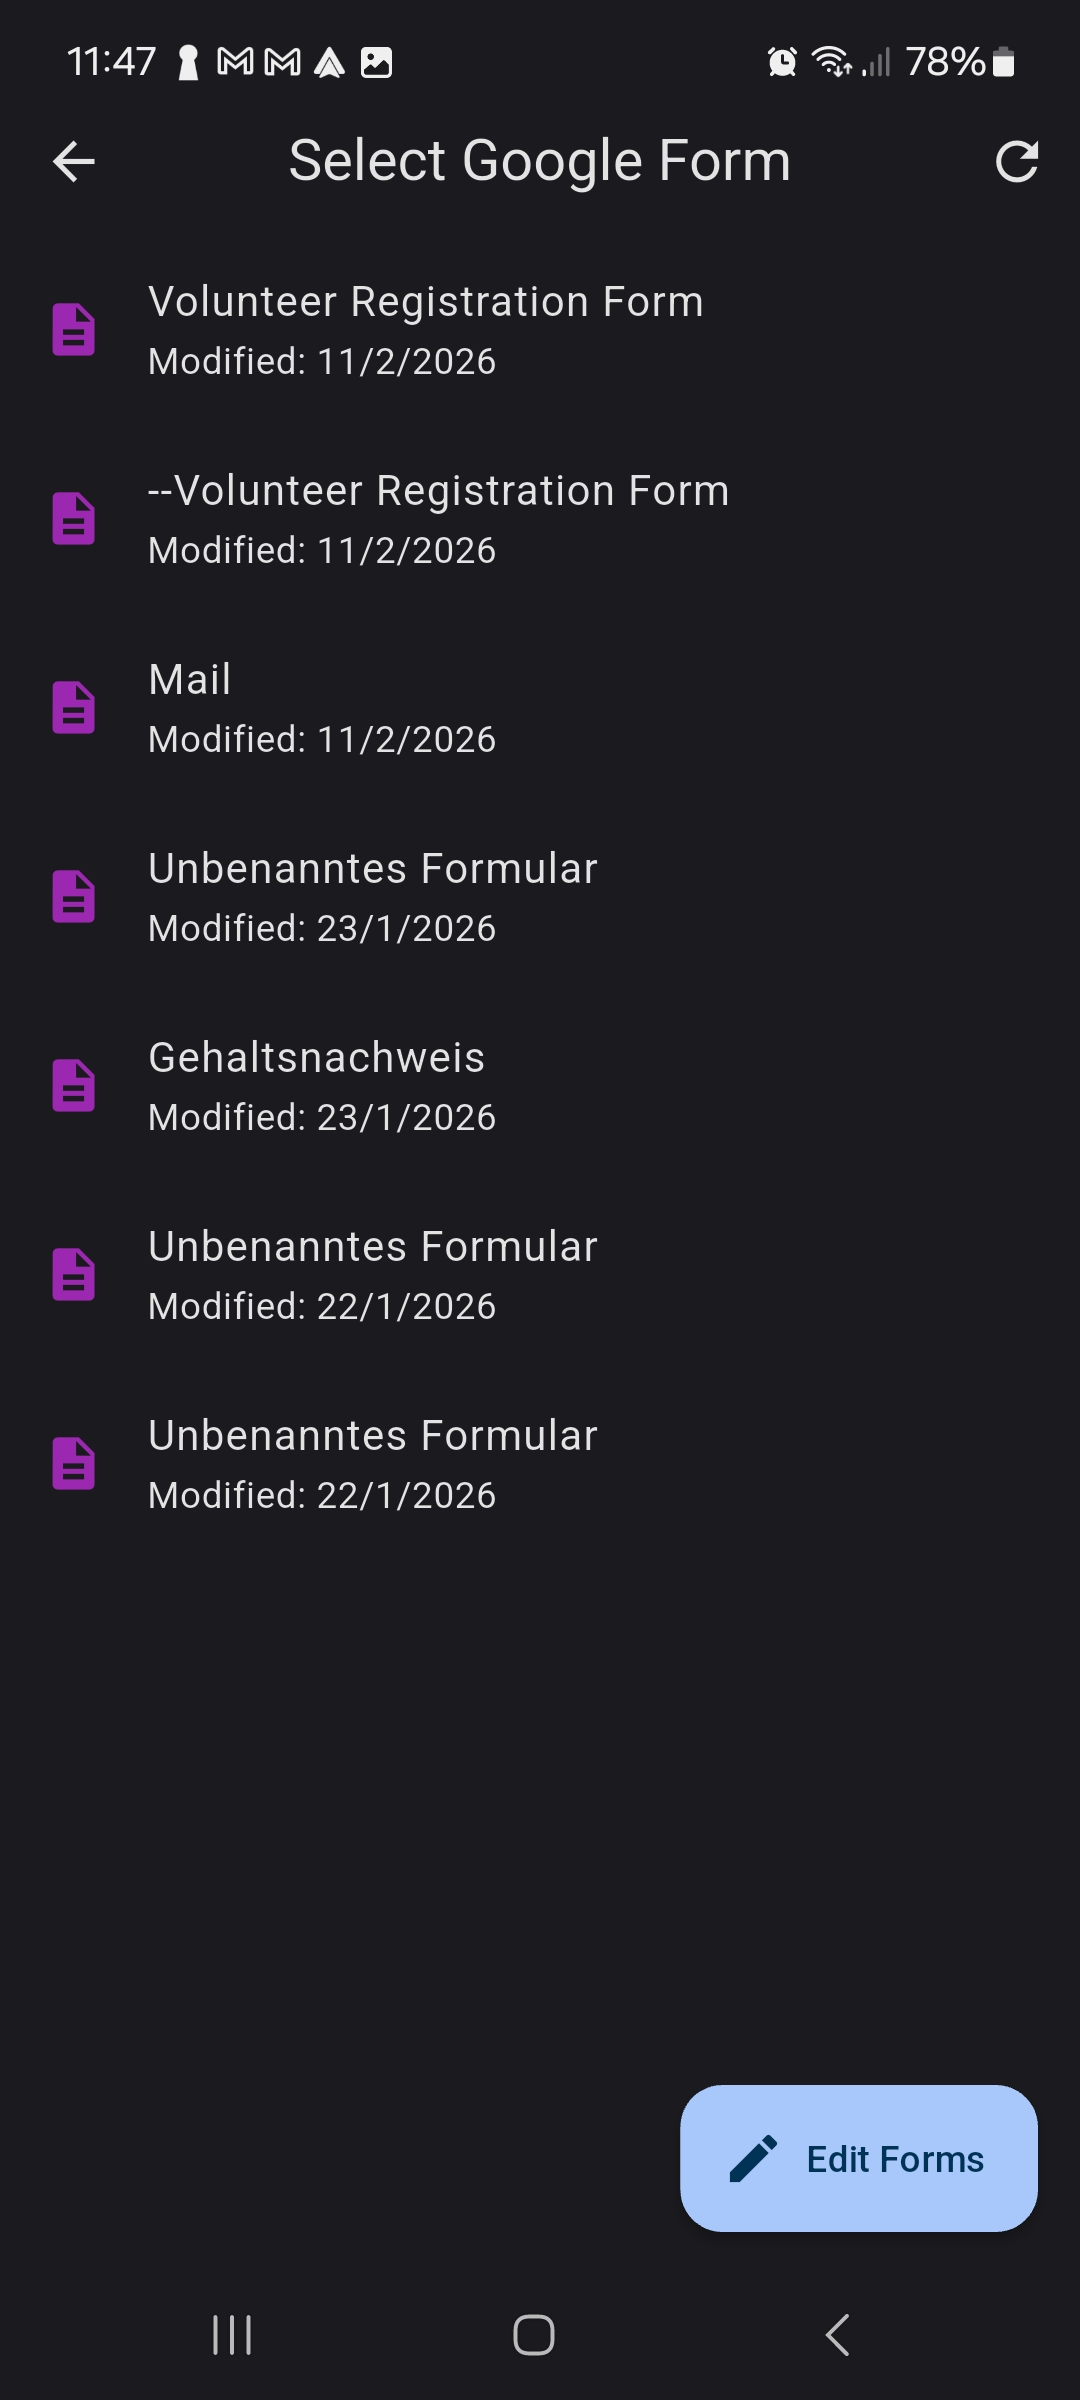 11:47
78%
Select Google Form
Volunteer Registration Form
Modified: 11/2/2026
--Volunteer Registration Form
Modified: 11/2/2026
Mail
Modified: 11/2/2026
Unbenanntes Formular
Modified: 23/1/2026
Gehaltsnachweis
Modified: 23/1/2026
Unbenanntes Formular
Modified: 22/1/2026
Unbenanntes Formular
Modified: 22/1/2026
Edit Forms